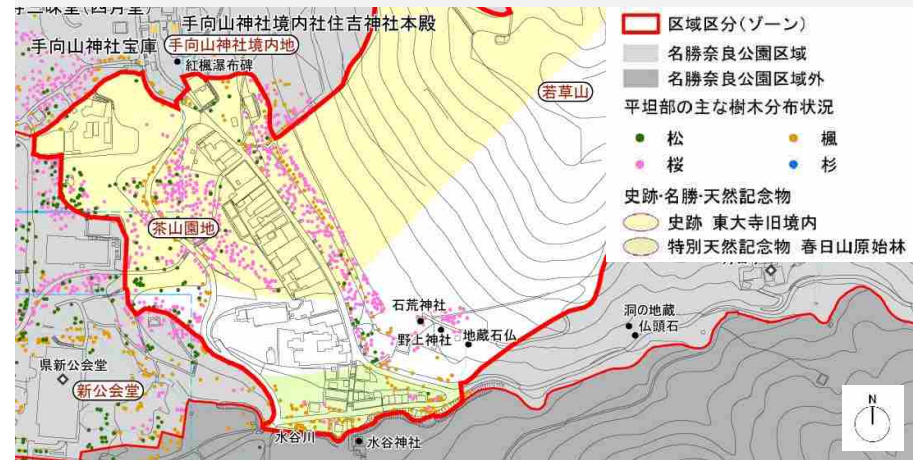 手向山神社境内社住吉神社本殿
手向山神社宝庫
手向山神社境内地
紅楓瀑布碑
若草山
茶山園地
石荒神社
野上神社
地蔵石仏
洞の地蔵
仏頭石
県新公会堂
新公会堂
水谷川
水谷神社
区域区分(ゾーン)
名勝奈良公園区域
名勝奈良公園区域外
平坦部の主な樹木分布状況
松
楓
桜
杉
史跡・名勝・天然記念物
史跡 東大寺旧境内
特別天然記念物 春日山原始林
N